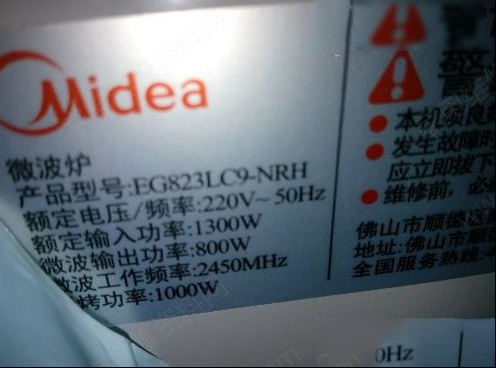 Midea
微波炉
产品型号:EG823LC9-NRH
额定电压/频率:220V~50Hz
额定输入功率:1300W
微波输出功率:800W
微波工作频率:2450MHz
烤功率:1000W
警
本机须良
发生故障时
应立即拔下
维修前,必
佛山市顺德区
地址:佛山市
全国服务热线:
0Hz